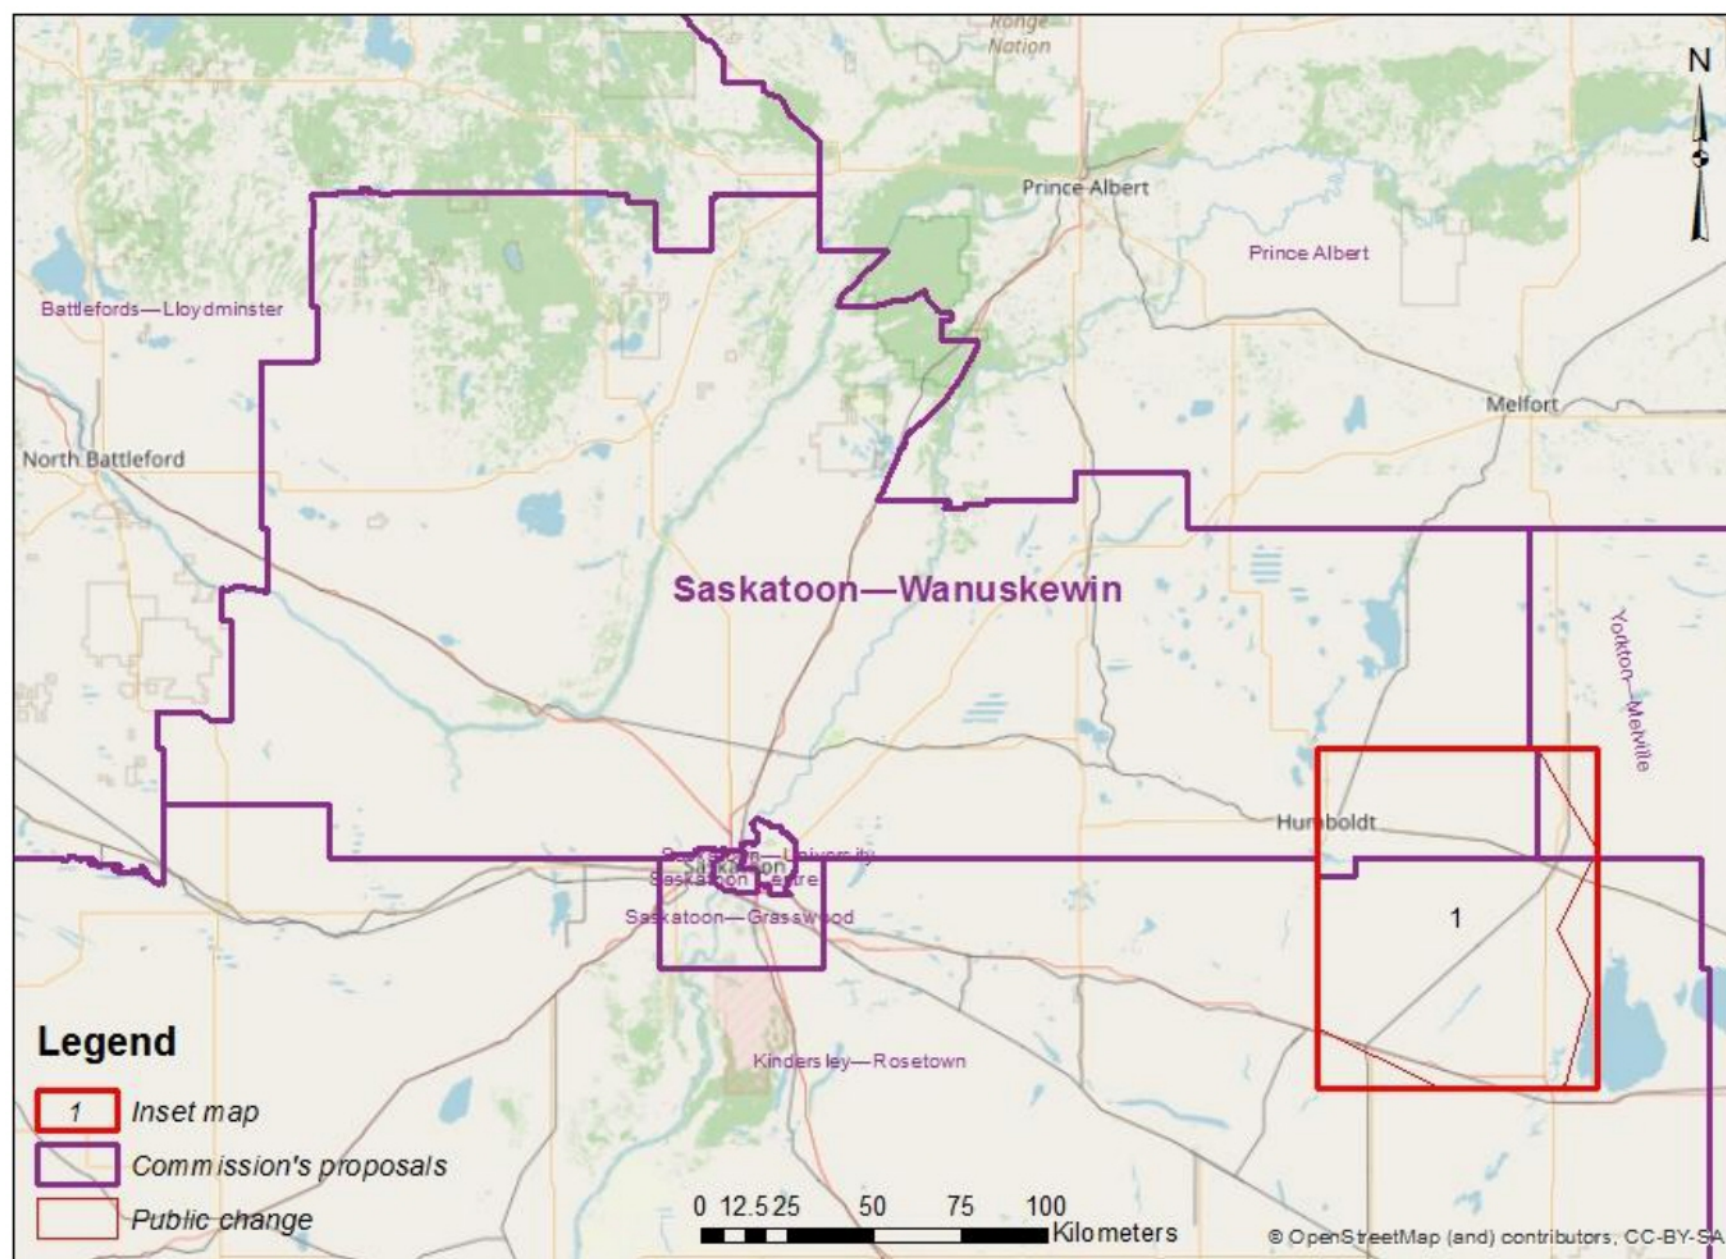 Ronge
Nation
N
Prince Albert
Prince Albert
Battlefords—Lloydminster
Melfort
North Battleford
Saskatoon—Wanuskewin
Yorkton—Melville
Humboldt
Saskatoon—University
Saskatoon
Saskatoon Centre
Saskatoon—Grasswood
1
Kindersley—Rosetown
Legend
1 Inset map
Commission's proposals
Public change
0 12.5 25 50 75 100
Kilometers
© OpenStreetMap (and) contributors, CC-BY-SA